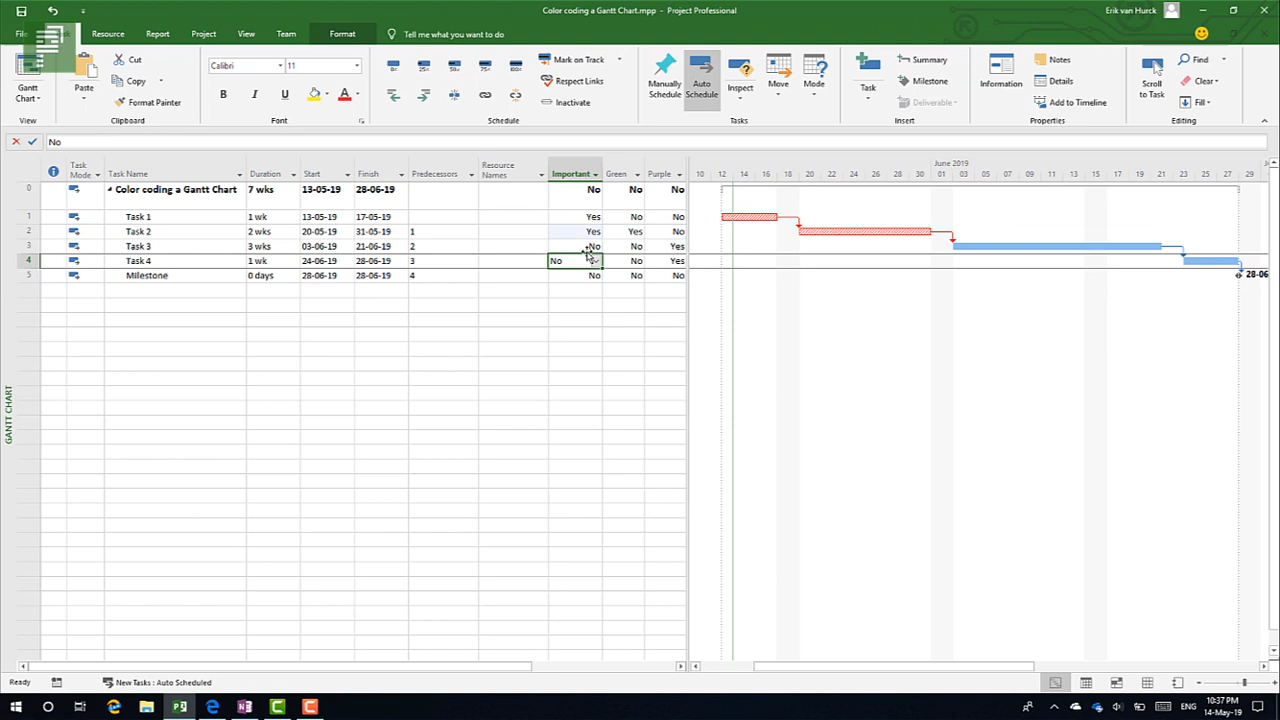 Color coding a Gantt Chart.mpp - Project Professional
Erik van Hurck
Resource Report Project View Team Format Tell me what you want to do
Gantt Chart
View
Paste
Cut
Copy
Format Painter
Clipboard
Calibri 11
B I U A
Font
0% 25% 50% 75% 100%
Mark on Track
Respect Links
Inactivate
Schedule
Manually Schedule
Auto Schedule
Inspect
Move
Mode
Tasks
Task
Summary
Milestone
Deliverable
Insert
Information
Notes
Details
Add to Timeline
Properties
Scroll to Task
Find
Clear
Fill
Editing
No
Task Mode Task Name Duration Start Finish Predecessors Resource Names Important Green Purple
June 2019
10 12 14 16 18 20 22 24 26 28 30 01 03 05 07 09 11 13 15 17 19 21 23 25 27 29
0 Color coding a Gantt Chart 7 wks 13-05-19 28-06-19 No No No
1 Task 1 1 wk 13-05-19 17-05-19 Yes No No
2 Task 2 2 wks 20-05-19 31-05-19 1 Yes Yes No
3 Task 3 3 wks 03-06-19 21-06-19 2 No No Yes
4 Task 4 1 wk 24-06-19 28-06-19 3 No No Yes
5 Milestone 0 days 28-06-19 28-06-19 4 No No No
28-06
GANTT CHART
Ready New Tasks : Auto Scheduled
ENG
10:37 PM
14-May-19